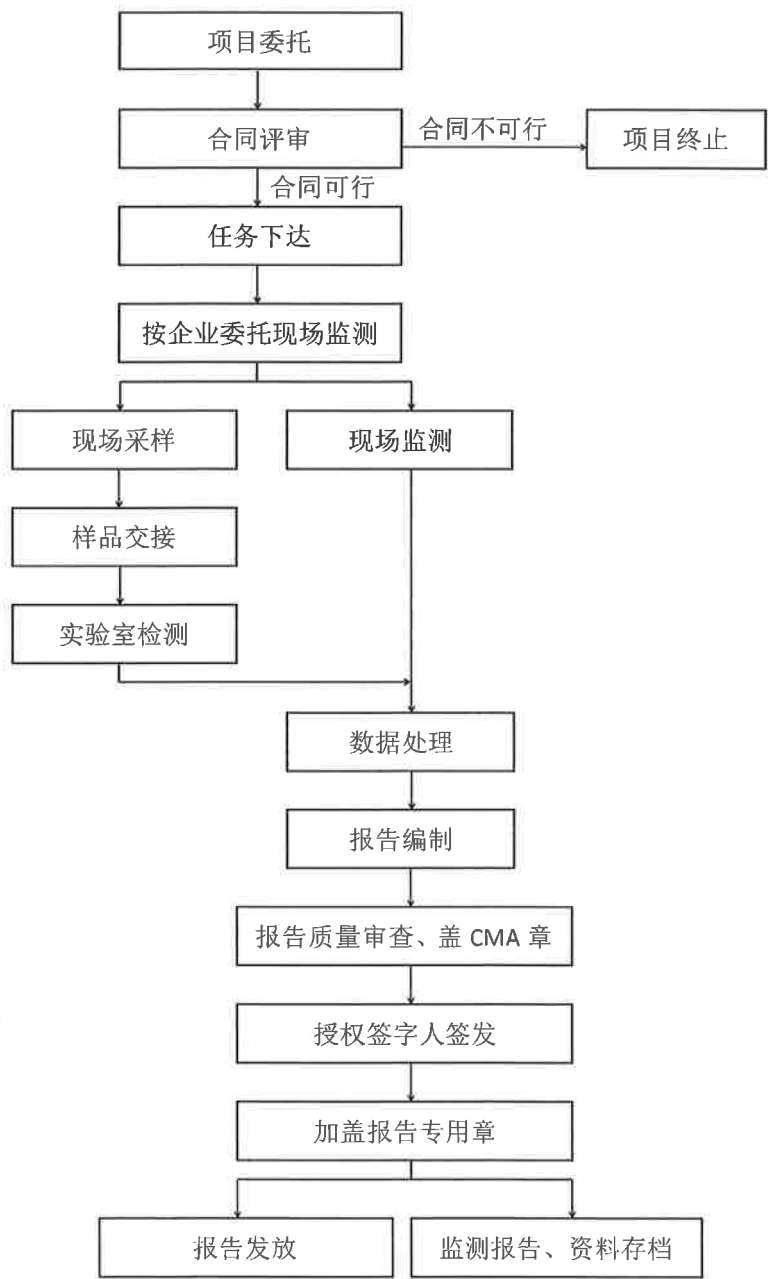 项目委托
合同评审
合同不可行
项目终止
合同可行
任务下达
按企业委托现场监测
现场采样
现场监测
样品交接
实验室检测
数据处理
报告编制
报告质量审查、盖 CMA 章
授权签字人签发
加盖报告专用章
报告发放
监测报告、资料存档